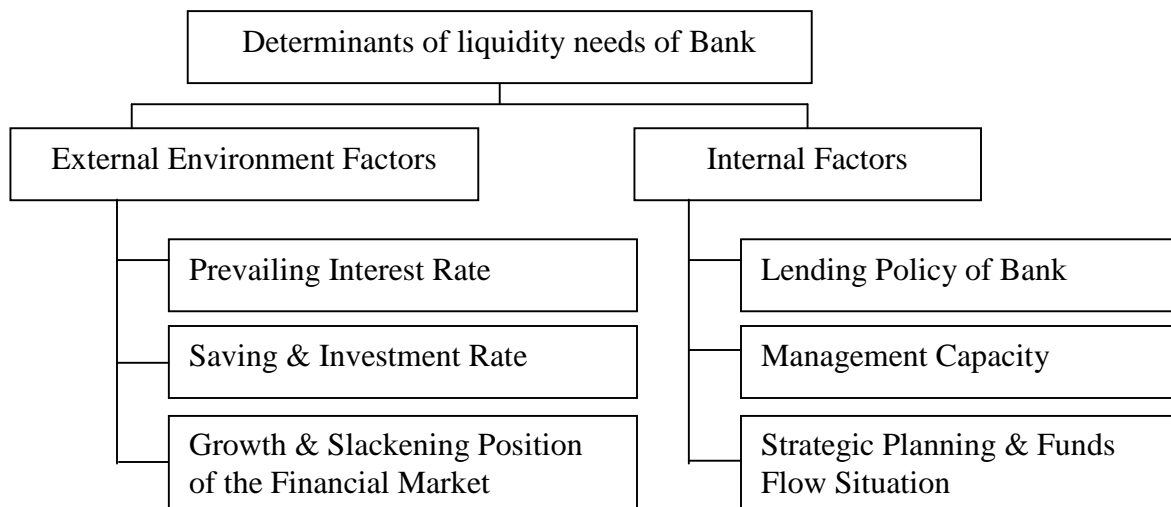 Determinants of liquidity needs of Bank
External Environment Factors
Internal Factors
Prevailing Interest Rate
Saving & Investment Rate
Growth & Slackening Position
of the Financial Market
Lending Policy of Bank
Management Capacity
Strategic Planning & Funds
Flow Situation